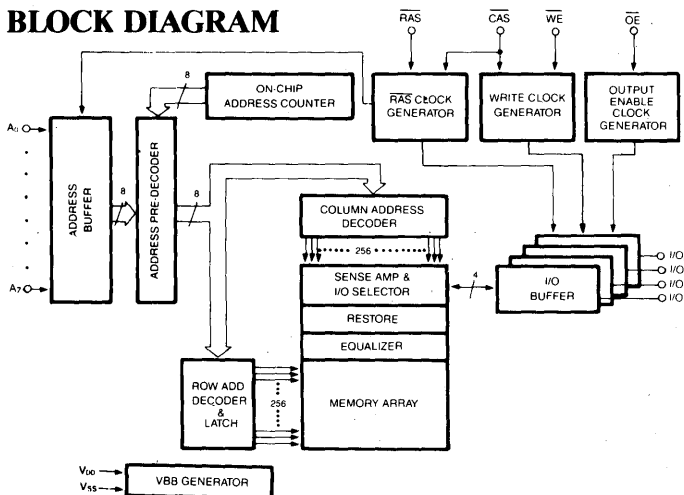 BLOCK DIAGRAM
RAS
CAS
WE
OE
8
ON-CHIP
ADDRESS COUNTER
RAS CLOCK
GENERATOR
WRITE CLOCK
GENERATOR
OUTPUT
ENABLE
CLOCK
GENERATOR
A0
A7
ADDRESS
BUFFER
8
ADDRESS PRE-DECODER
8
COLUMN ADDRESS
DECODER
256
SENSE AMP &
I/O SELECTOR
4
I/O
BUFFER
I/O
I/O
I/O
I/O
RESTORE
EQUALIZER
ROW ADD
DECODER
&
LATCH
256
MEMORY ARRAY
VDD
VSS
VBB GENERATOR